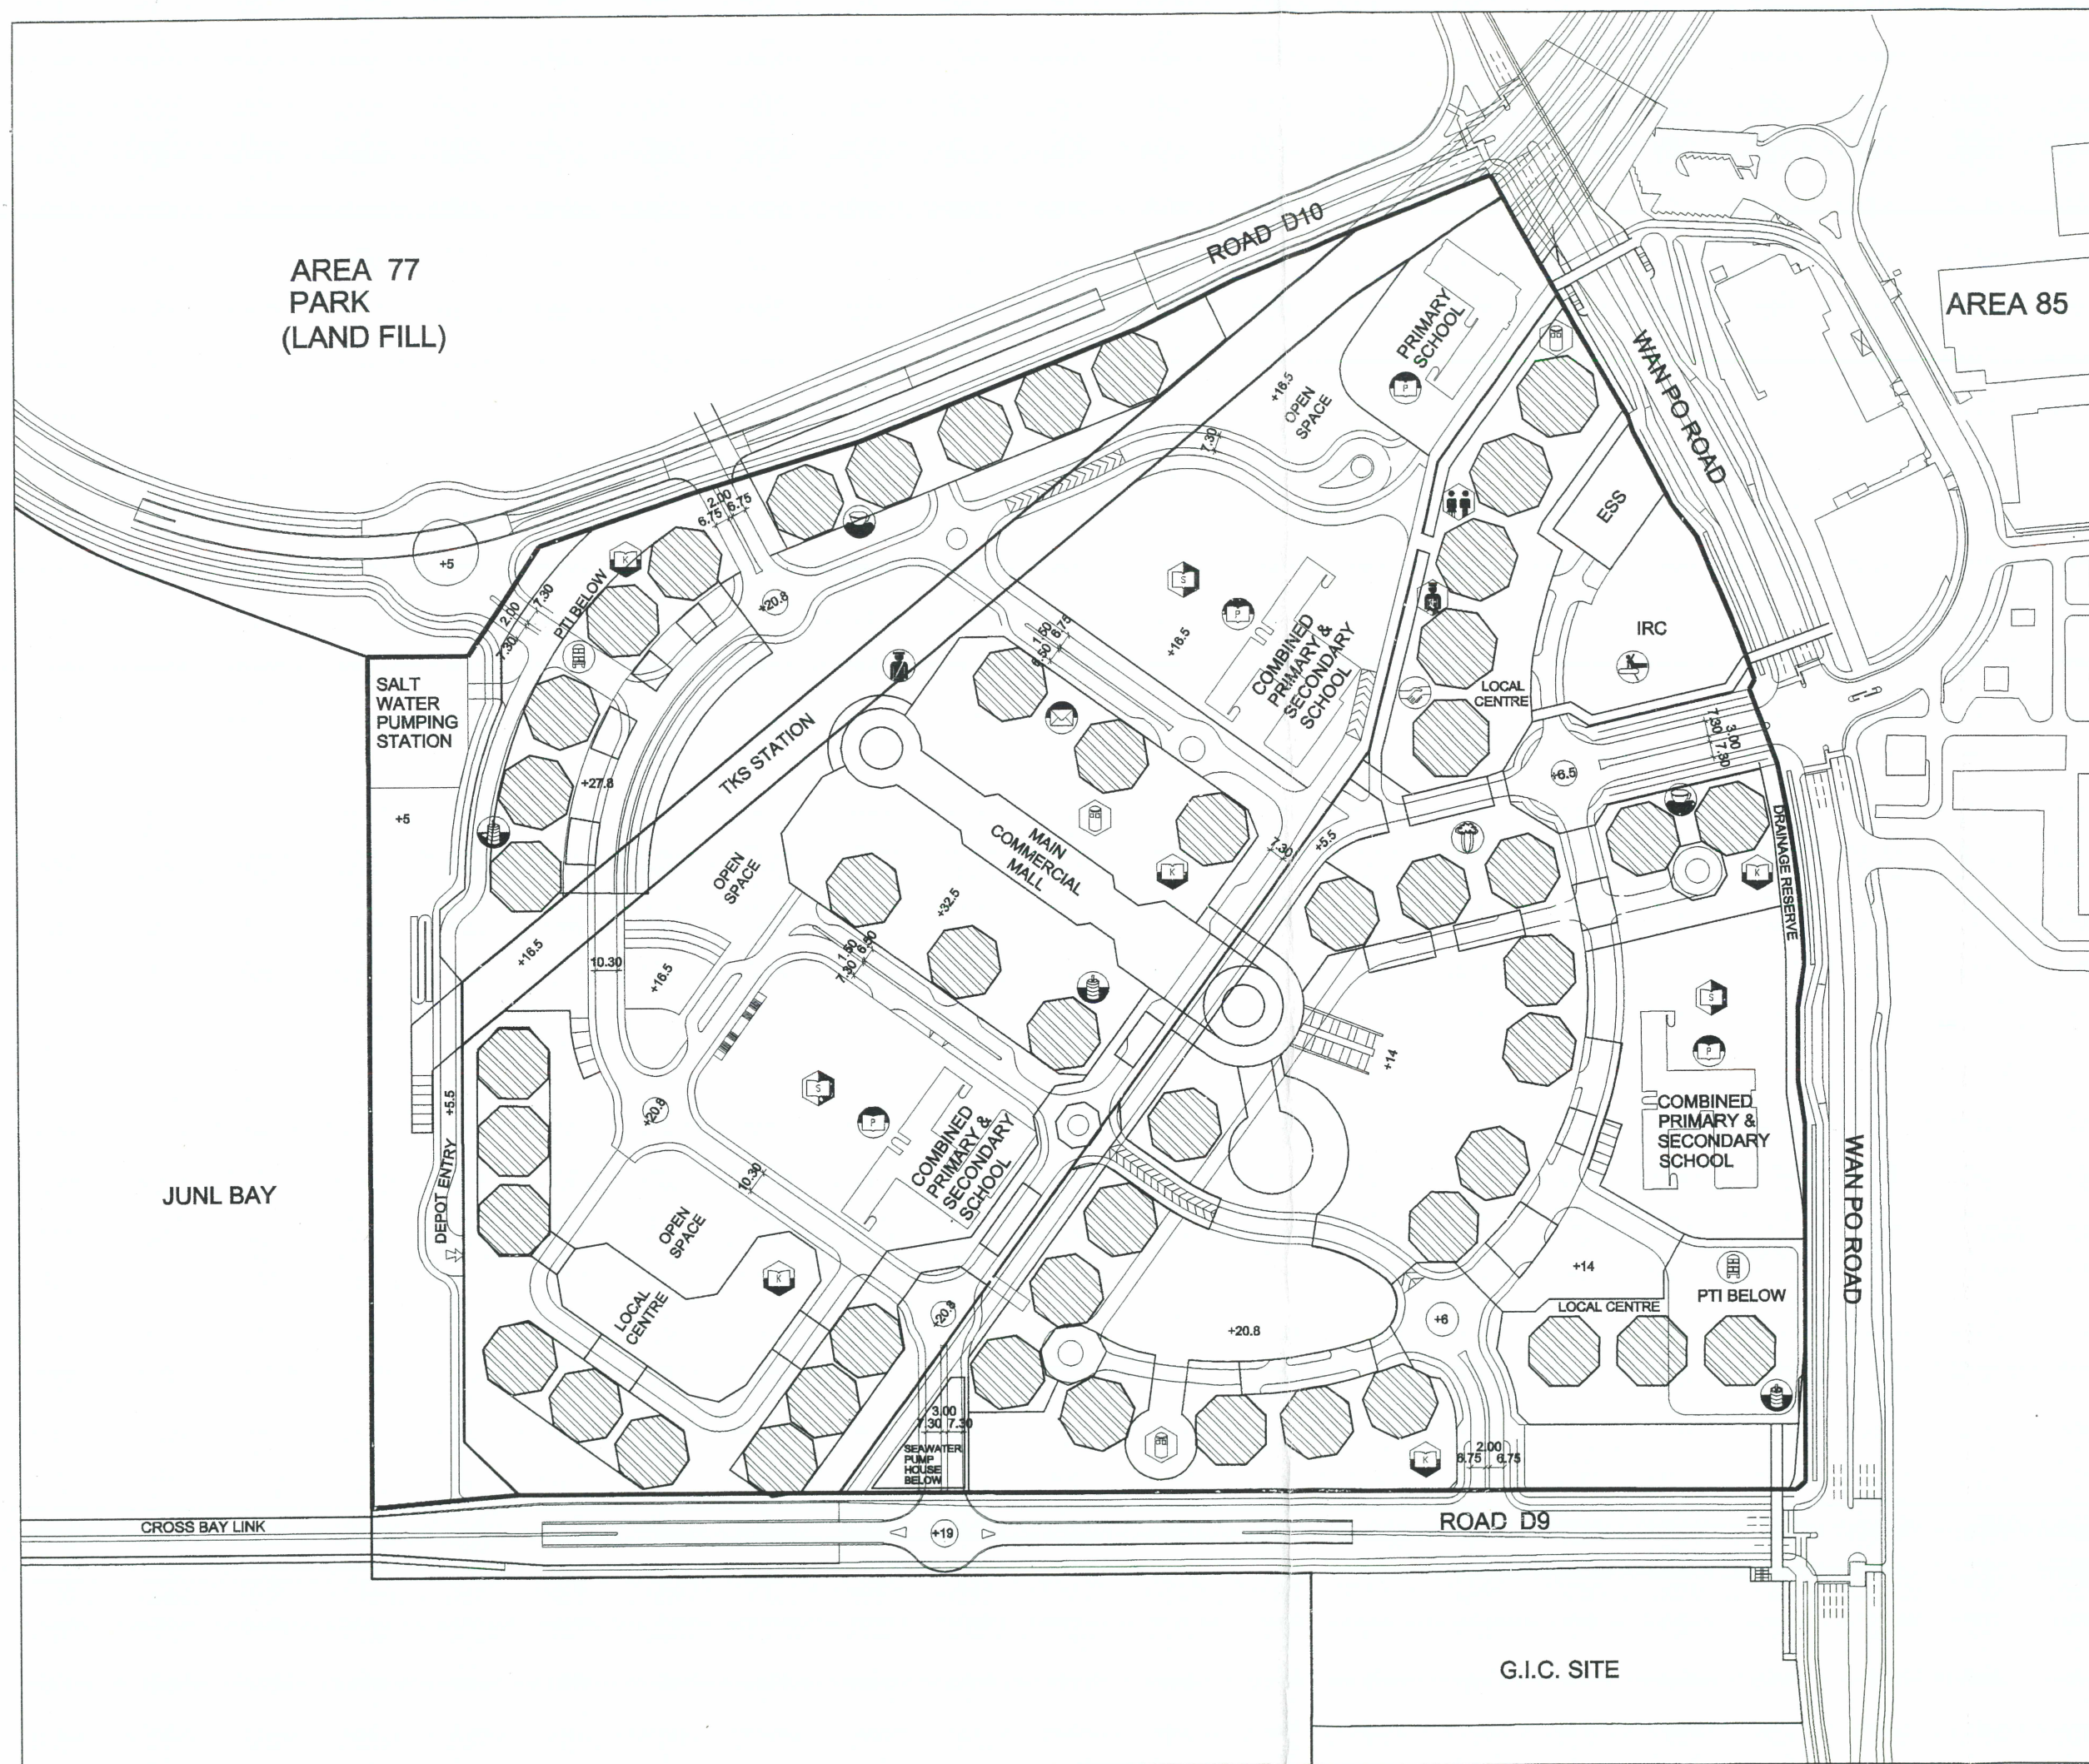 ROAD D10
AREA 77
PARK
(LAND FILL)
AREA 85
PRIMARY
SCHOOL
P
WAN PO ROAD
+16.5
OPEN
SPACE
7.30
ESS
2.00
6.75 6.75
+5
K
PTI BELOW
2.00
7.30
7.30
+20.8
S
P
+16.5
COMBINED
PRIMARY &
SECONDARY
SCHOOL
1.50
6.75
6.50
IRC
LOCAL
CENTRE
SALT
WATER
PUMPING
STATION
+5
TKS STATION
+27.8
7.30
3.00
7.30
+6.5
MAIN
COMMERCIAL
MALL
K
7.30
+5.5
K
DRAINAGE RESERVE
OPEN
SPACE
+32.5
1.50
6.50
7.30
+16.5
10.30
+16.5
S
P
COMBINED
PRIMARY &
SECONDARY
SCHOOL
+14
S
P
COMBINED
PRIMARY &
SECONDARY
SCHOOL
+5.5
DEPOT ENTRY
+20.8
10.30
JUNL BAY
WAN PO ROAD
OPEN
SPACE
K
LOCAL
CENTRE
+14
PTI BELOW
LOCAL CENTRE
+20.8
+20.8
+6
3.00
7.30 7.30
SEAWATER
PUMP
HOUSE
BELOW
K
2.00
6.75 6.75
CROSS BAY LINK
+19
ROAD D9
G.I.C. SITE